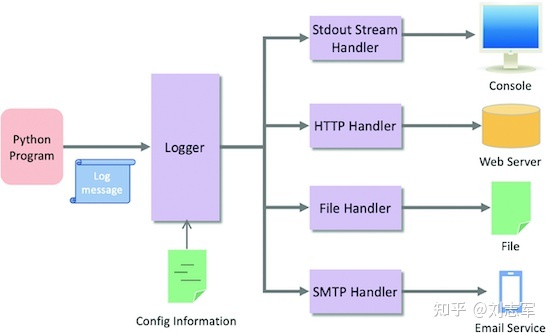 Stdout Stream
Handler
Console
HTTP Handler
Web Server
Python
Program
Log
message
Logger
File Handler
File
Config Information
SMTP Handler
Email Service
知乎 @刘志军